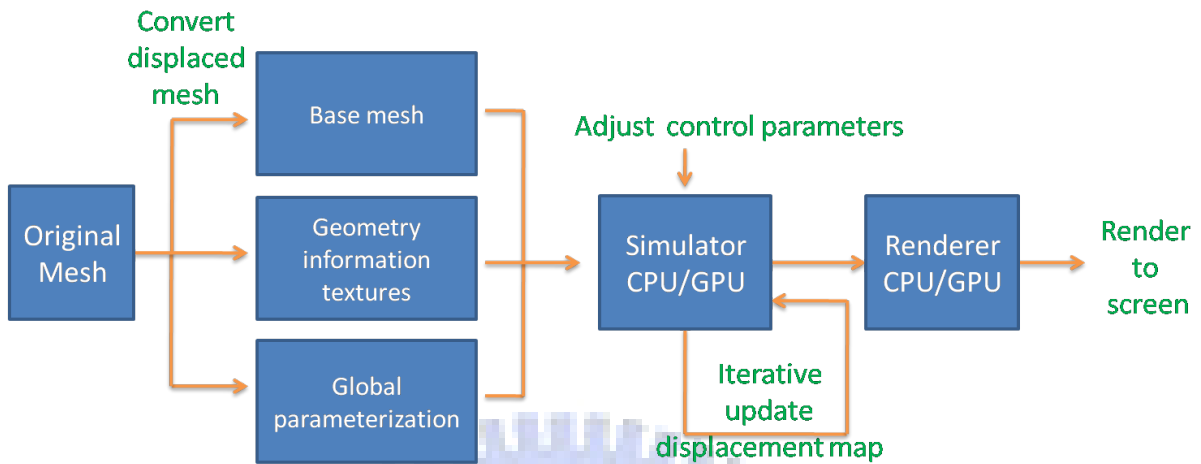 Convert
displaced
mesh
Original
Mesh
Base mesh
Geometry
information
textures
Global
parameterization
Adjust control parameters
Simulator
CPU/GPU
Iterative
update
displacement map
Renderer
CPU/GPU
Render
to
screen